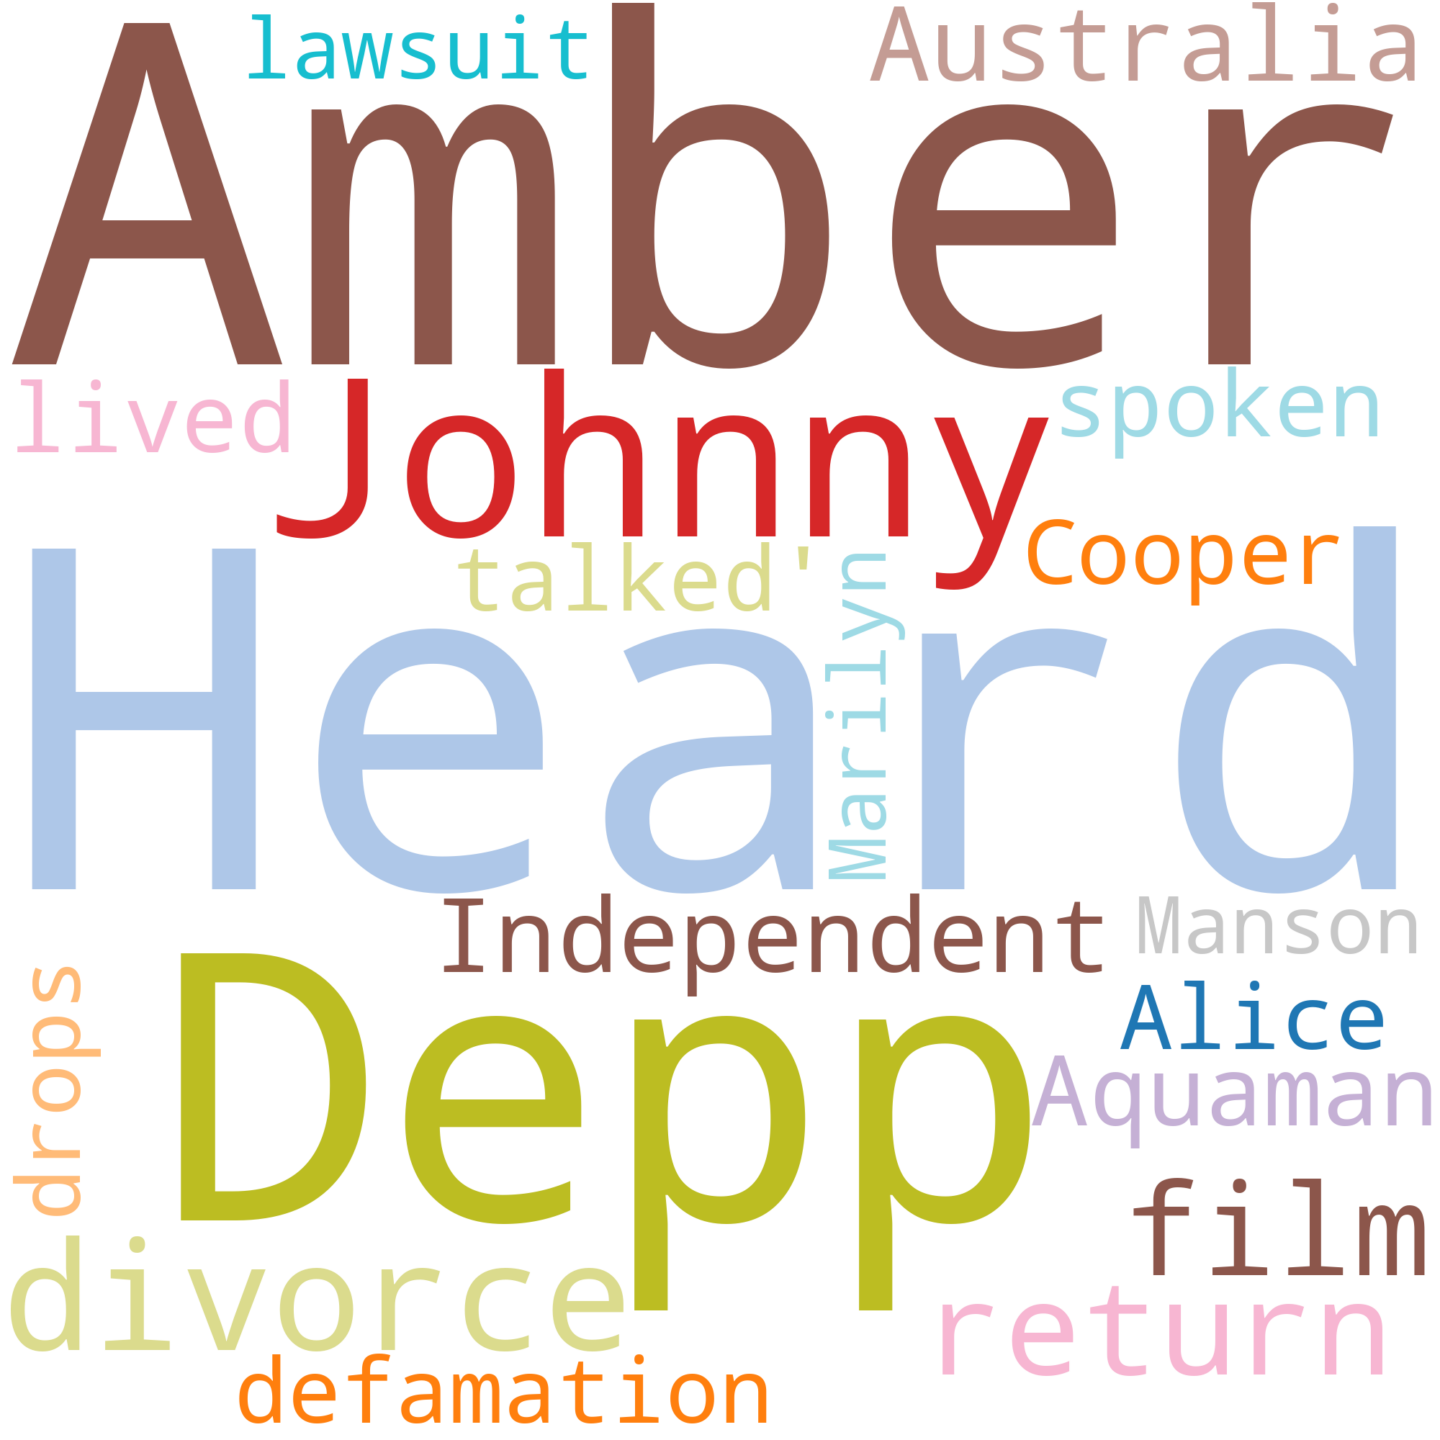 lawsuit
Australia
Amber
lived
Johnny
spoken
Cooper
talked'
Marilyn
Heard
Independent
Manson
drops
Depp
Alice
Aquaman
film
divorce
return
defamation